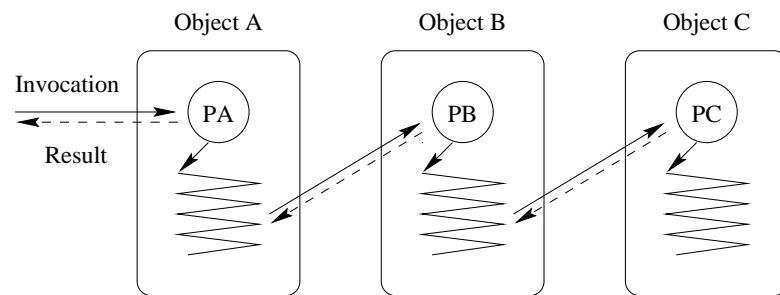 Object A
Object B
Object C
Invocation
PA
PB
PC
Result